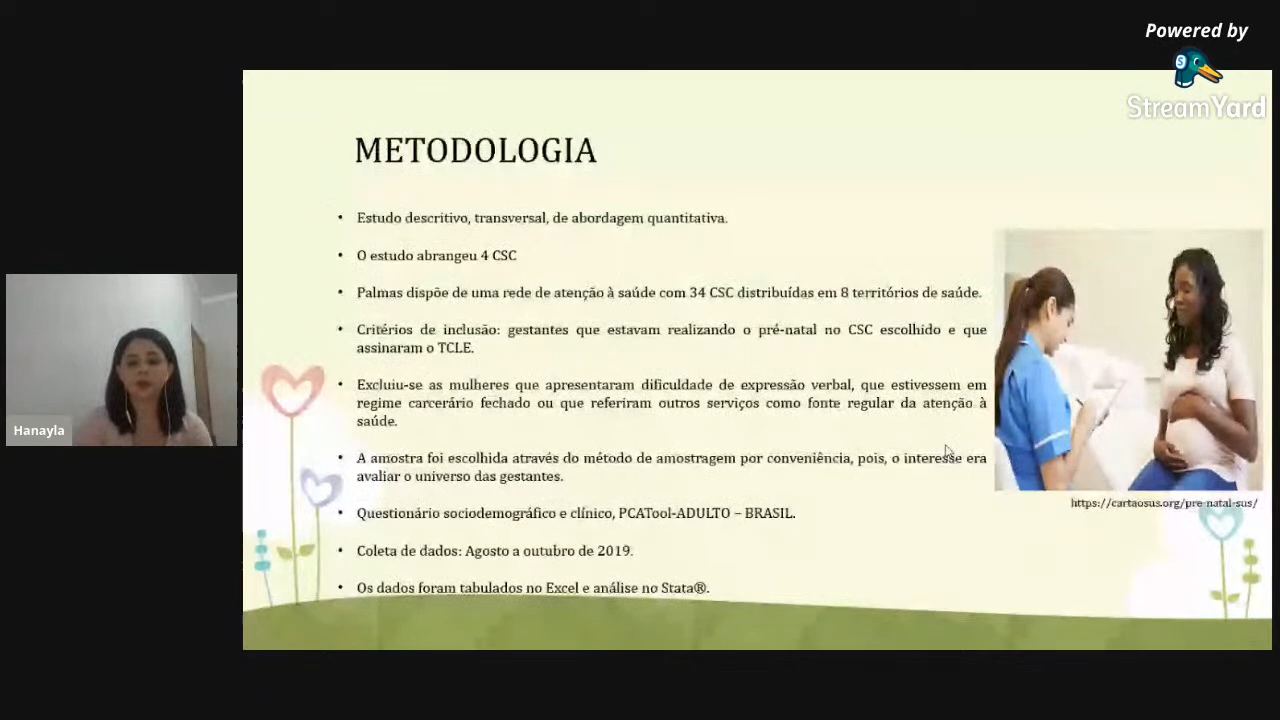 Powered by
StreamYard
METODOLOGIA
• Estudo descritivo, transversal, de abordagem quantitativa.
• O estudo abrangeu 4 CSC
• Palmas dispõe de uma rede de atenção à saúde com 34 CSC distribuídas em 8 territórios de saúde.
• Critérios de inclusão: gestantes que estavam realizando o pré-natal no CSC escolhido e que
assinaram o TCLE.
• Excluiu-se as mulheres que apresentaram dificuldade de expressão verbal, que estivessem em
regime carcerário fechado ou que referiram outros serviços como fonte regular da atenção à
saúde.
• A amostra foi escolhida através do método de amostragem por conveniência, pois, o interesse era
avaliar o universo das gestantes.
• Questionário sociodemográfico e clínico, PCATool-ADULTO – BRASIL.
• Coleta de dados: Agosto a outubro de 2019.
• Os dados foram tabulados no Excel e análise no Stata®.
https://cartaosus.org/pre-natal-sus/
Hanayla